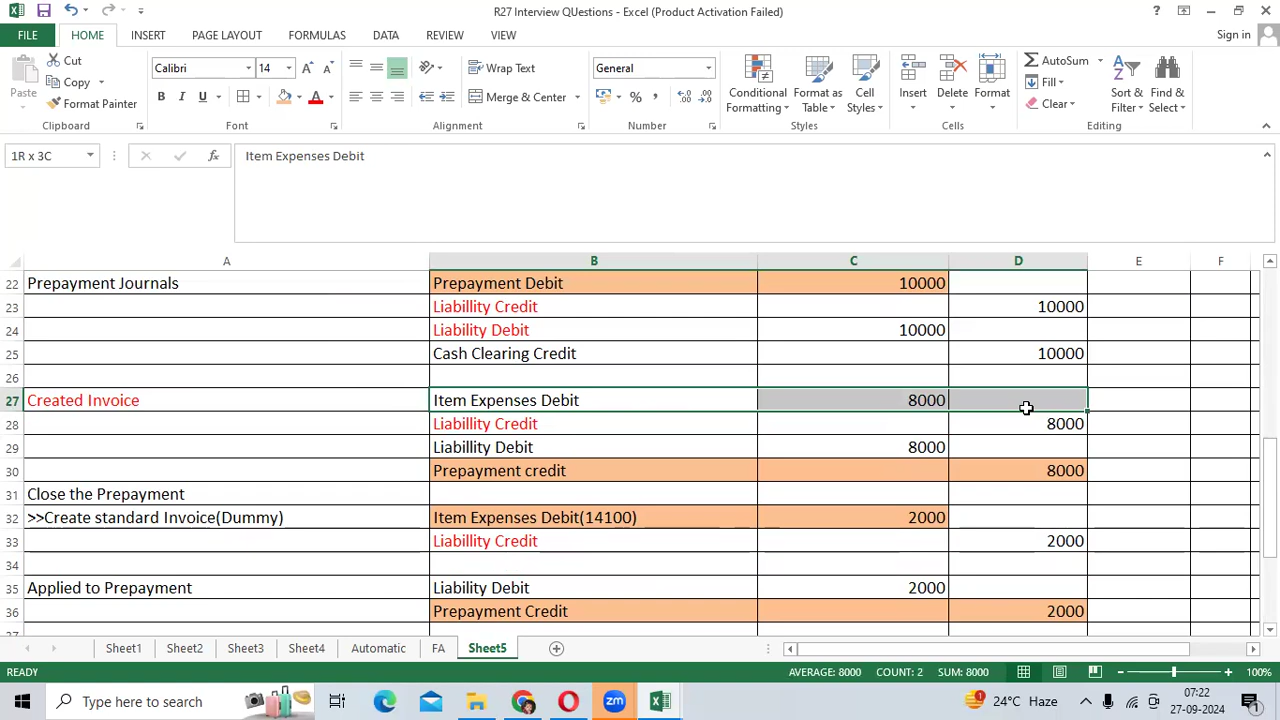 R27 Interview QUestions - Excel (Product Activation Failed)
?
FILE HOME INSERT PAGE LAYOUT FORMULAS DATA REVIEW VIEW Sign in
Cut
Copy
Format Painter
Paste
Clipboard
Calibri 14
B I U
Font
Wrap Text
Merge & Center
Alignment
General
%
Number
Conditional Formatting
Format as Table
Cell Styles
Styles
Insert Delete Format
Cells
AutoSum
Fill
Clear
Sort & Filter
Find & Select
Editing
1R x 3C fx Item Expenses Debit
A B C D E F
22 Prepayment Journals Prepayment Debit 10000
23 Liabillity Credit 10000
24 Liability Debit 10000
25 Cash Clearing Credit 10000
26
27 Created Invoice Item Expenses Debit 8000
28 Liabillity Credit 8000
29 Liabillity Debit 8000
30 Prepayment credit 8000
31 Close the Prepayment
32 >>Create standard Invoice(Dummy) Item Expenses Debit(14100) 2000
33 Liabillity Credit 2000
34
35 Applied to Prepayment Liability Debit 2000
36 Prepayment Credit 2000
37
Sheet1 Sheet2 Sheet3 Sheet4 Automatic FA Sheet5
READY AVERAGE: 8000 COUNT: 2 SUM: 8000 100%
Type here to search zm 24°C Haze 07:22
27-09-2024 1